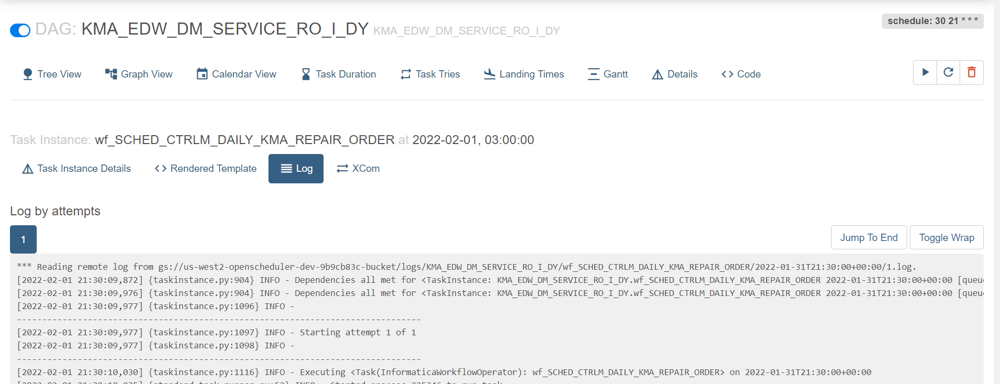 DAG: KMA_EDW_DM_SERVICE_RO_I_DY KMA_EDW_DM_SERVICE_RO_I_DY
schedule: 30 21 * * *
Tree View Graph View Calendar View Task Duration Task Tries Landing Times Gantt Details <> Code
Task Instance: wf_SCHED_CTRLM_DAILY_KMA_REPAIR_ORDER at 2022-02-01, 03:00:00
Task Instance Details <> Rendered Template Log XCom
Log by attempts
1
Jump To End Toggle Wrap
*** Reading remote log from gs://us-west2-openscheduler-dev-9b9cb83c-bucket/logs/KMA_EDW_DM_SERVICE_RO_I_DY/wf_SCHED_CTRLM_DAILY_KMA_REPAIR_ORDER/2022-01-31T21:30:00+00:00/1.log.
[2022-02-01 21:30:09,872] {taskinstance.py:904} INFO - Dependencies all met for <TaskInstance: KMA_EDW_DM_SERVICE_RO_I_DY.wf_SCHED_CTRLM_DAILY_KMA_REPAIR_ORDER 2022-01-31T21:30:00+00:00 [queu
[2022-02-01 21:30:09,976] {taskinstance.py:904} INFO - Dependencies all met for <TaskInstance: KMA_EDW_DM_SERVICE_RO_I_DY.wf_SCHED_CTRLM_DAILY_KMA_REPAIR_ORDER 2022-01-31T21:30:00+00:00 [queu
[2022-02-01 21:30:09,977] {taskinstance.py:1096} INFO -
--------------------------------------------------------------------------------
[2022-02-01 21:30:09,977] {taskinstance.py:1097} INFO - Starting attempt 1 of 1
[2022-02-01 21:30:09,977] {taskinstance.py:1098} INFO -
--------------------------------------------------------------------------------
[2022-02-01 21:30:10,030] {taskinstance.py:1116} INFO - Executing <Task(InformaticaWorkflowOperator): wf_SCHED_CTRLM_DAILY_KMA_REPAIR_ORDER> on 2022-01-31T21:30:00+00:00